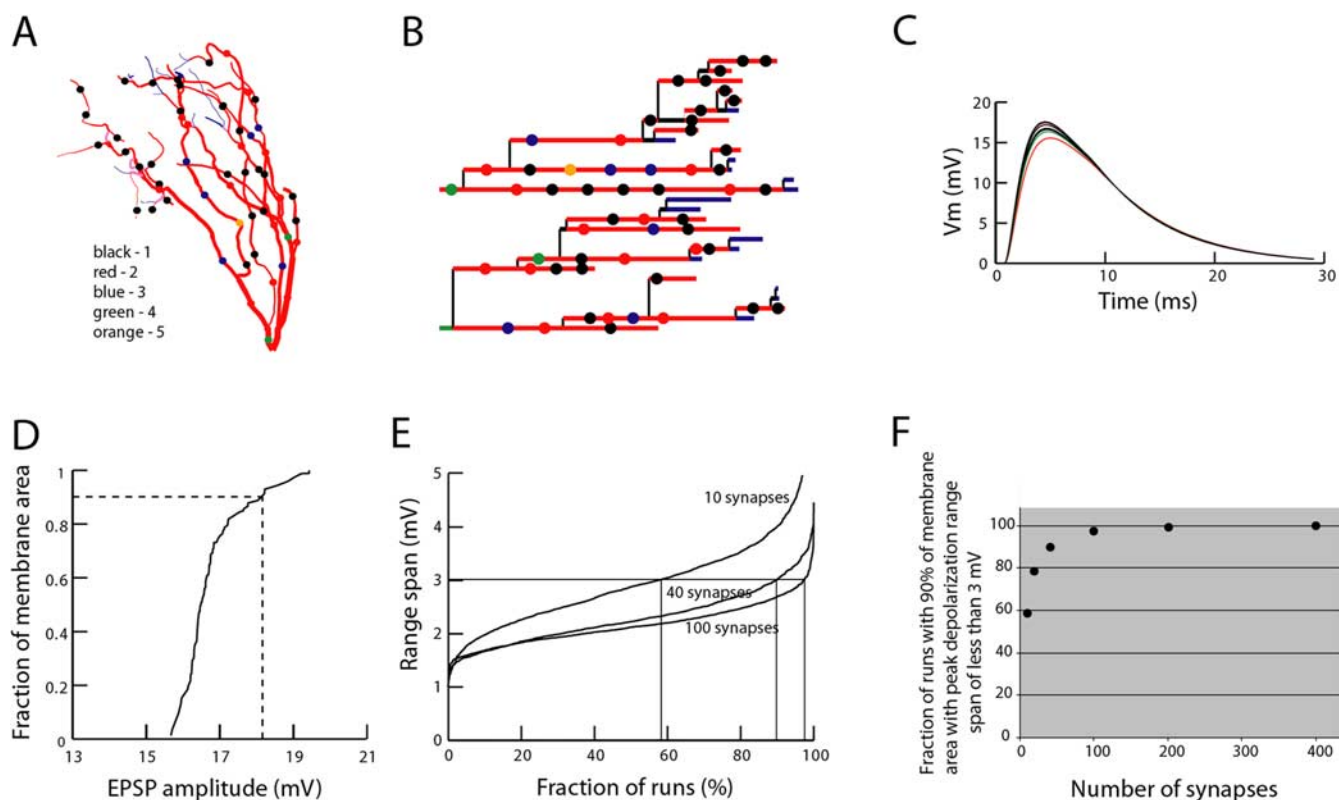 A
black - 1
red - 2
blue - 3
green - 4
orange - 5
B
C
Vm (mV)
20
15
10
5
0
0
10
20
30
Time (ms)
D
Fraction of membrane area
1
0.8
0.6
0.4
0.2
0
13
15
17
19
21
EPSP amplitude (mV)
E
Range span (mV)
5
4
3
2
1
0
10 synapses
40 synapses
100 synapses
0
20
40
60
80
100
Fraction of runs (%)
F
Fraction of runs with 90% of membrane
area with peak depolarization range
span of less than 3 mV
100
80
60
40
20
0
0
100
200
300
400
Number of synapses